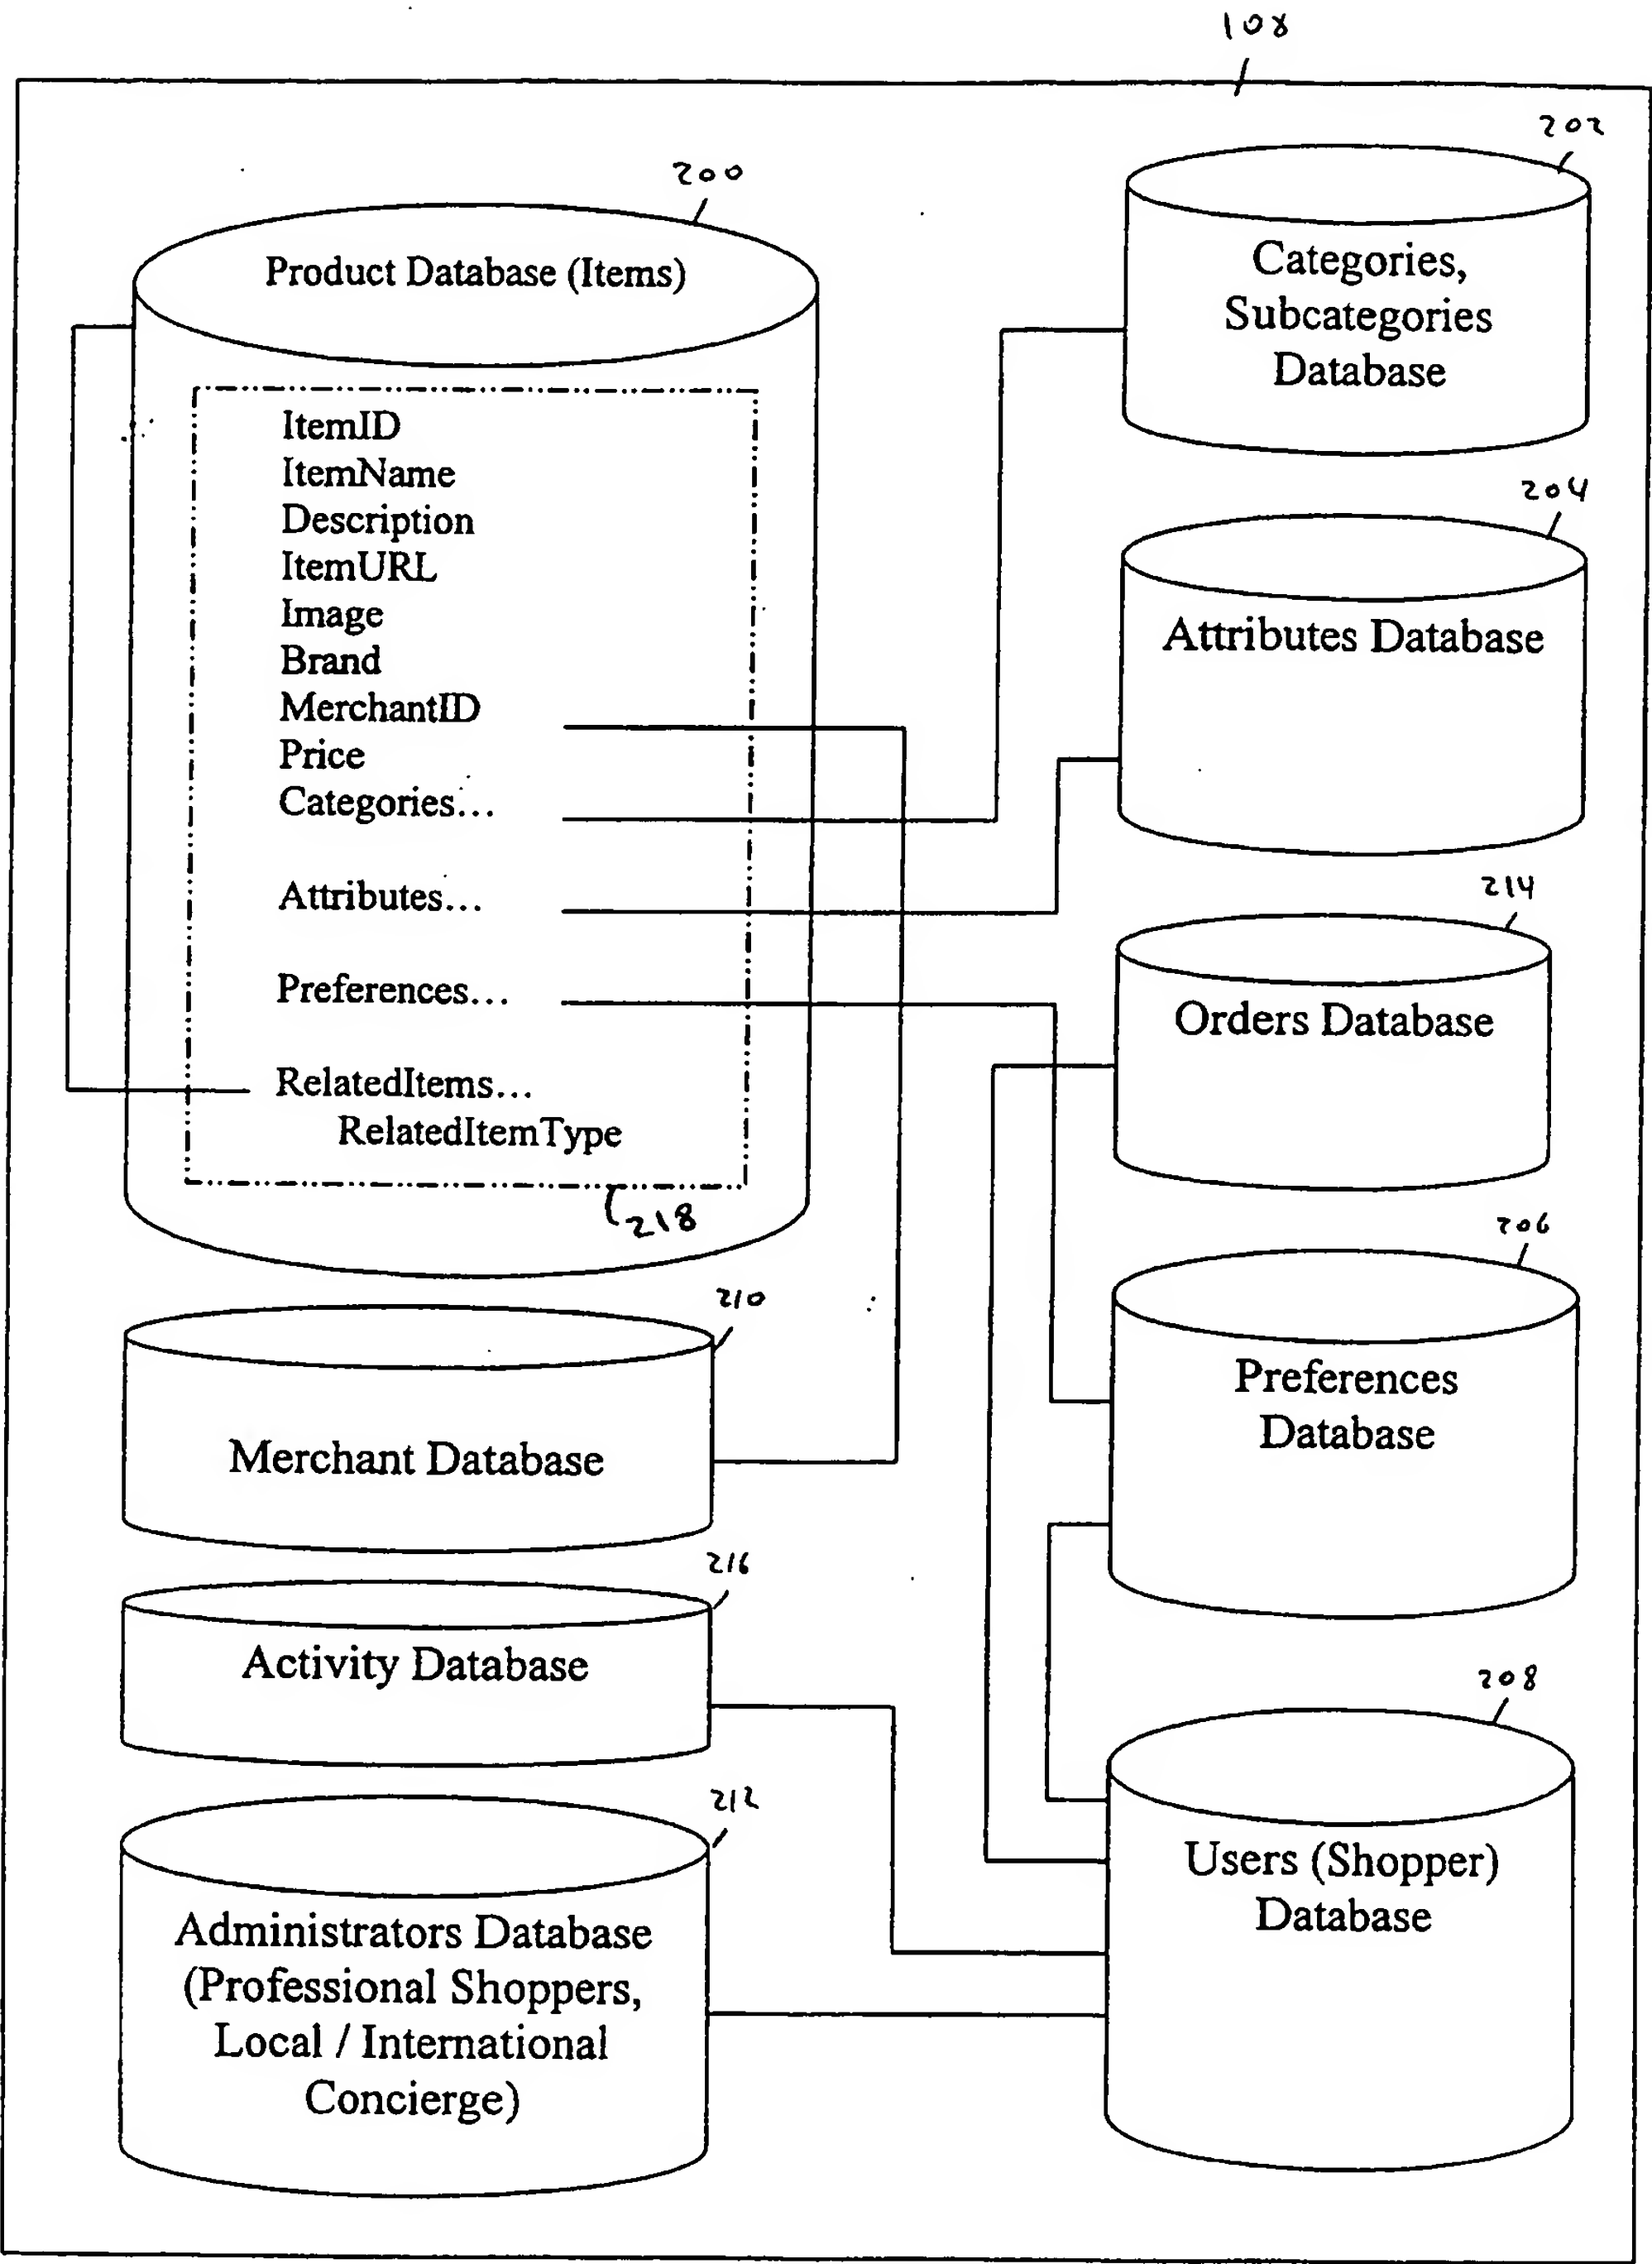 108
200
Product Database (Items)
ItemID
ItemName
Description
ItemURL
Image
Brand
MerchantID
Price
Categories...
Attributes...
Preferences...
RelatedItems...
RelatedItemType
218
202
Categories,
Subcategories
Database
204
Attributes Database
214
Orders Database
206
Preferences
Database
210
Merchant Database
216
Activity Database
212
Administrators Database
(Professional Shoppers,
Local / International
Concierge)
208
Users (Shopper)
Database